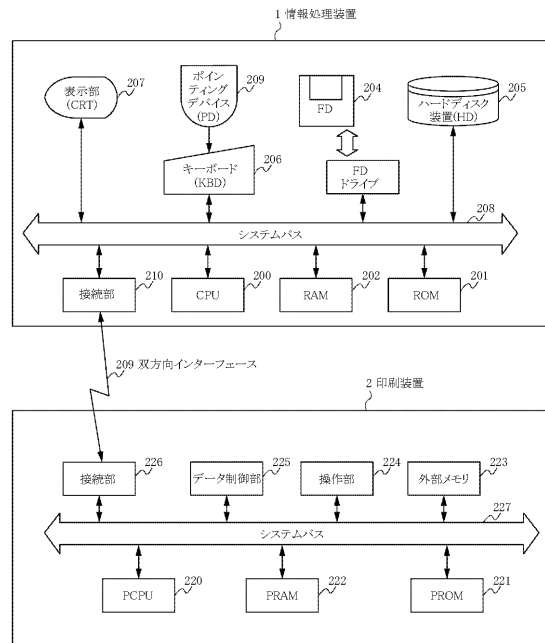 1 情報処理装置
表示部
(CRT)
207
ポイン
ティング
デバイス
(PD)
209
FD
204
ハードディスク
装置(HD)
205
キーボード
(KBD)
206
FD
ドライブ
208
システムバス
接続部
210
CPU
200
RAM
202
ROM
201
209 双方向インターフェース
2 印刷装置
接続部
226
データ制御部
225
操作部
224
外部メモリ
223
227
システムバス
PCPU
220
PRAM
222
PROM
221